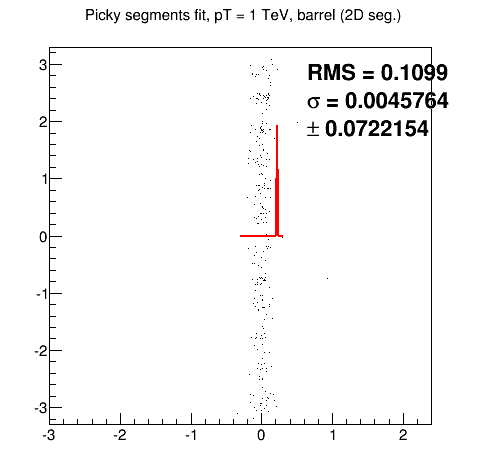 Picky segments fit, pT = 1 TeV, barrel (2D seg.)
RMS = 0.1099
σ = 0.0045764
± 0.0722154
3
2
1
0
-1
-2
-3
-3 -2 -1 0 1 2